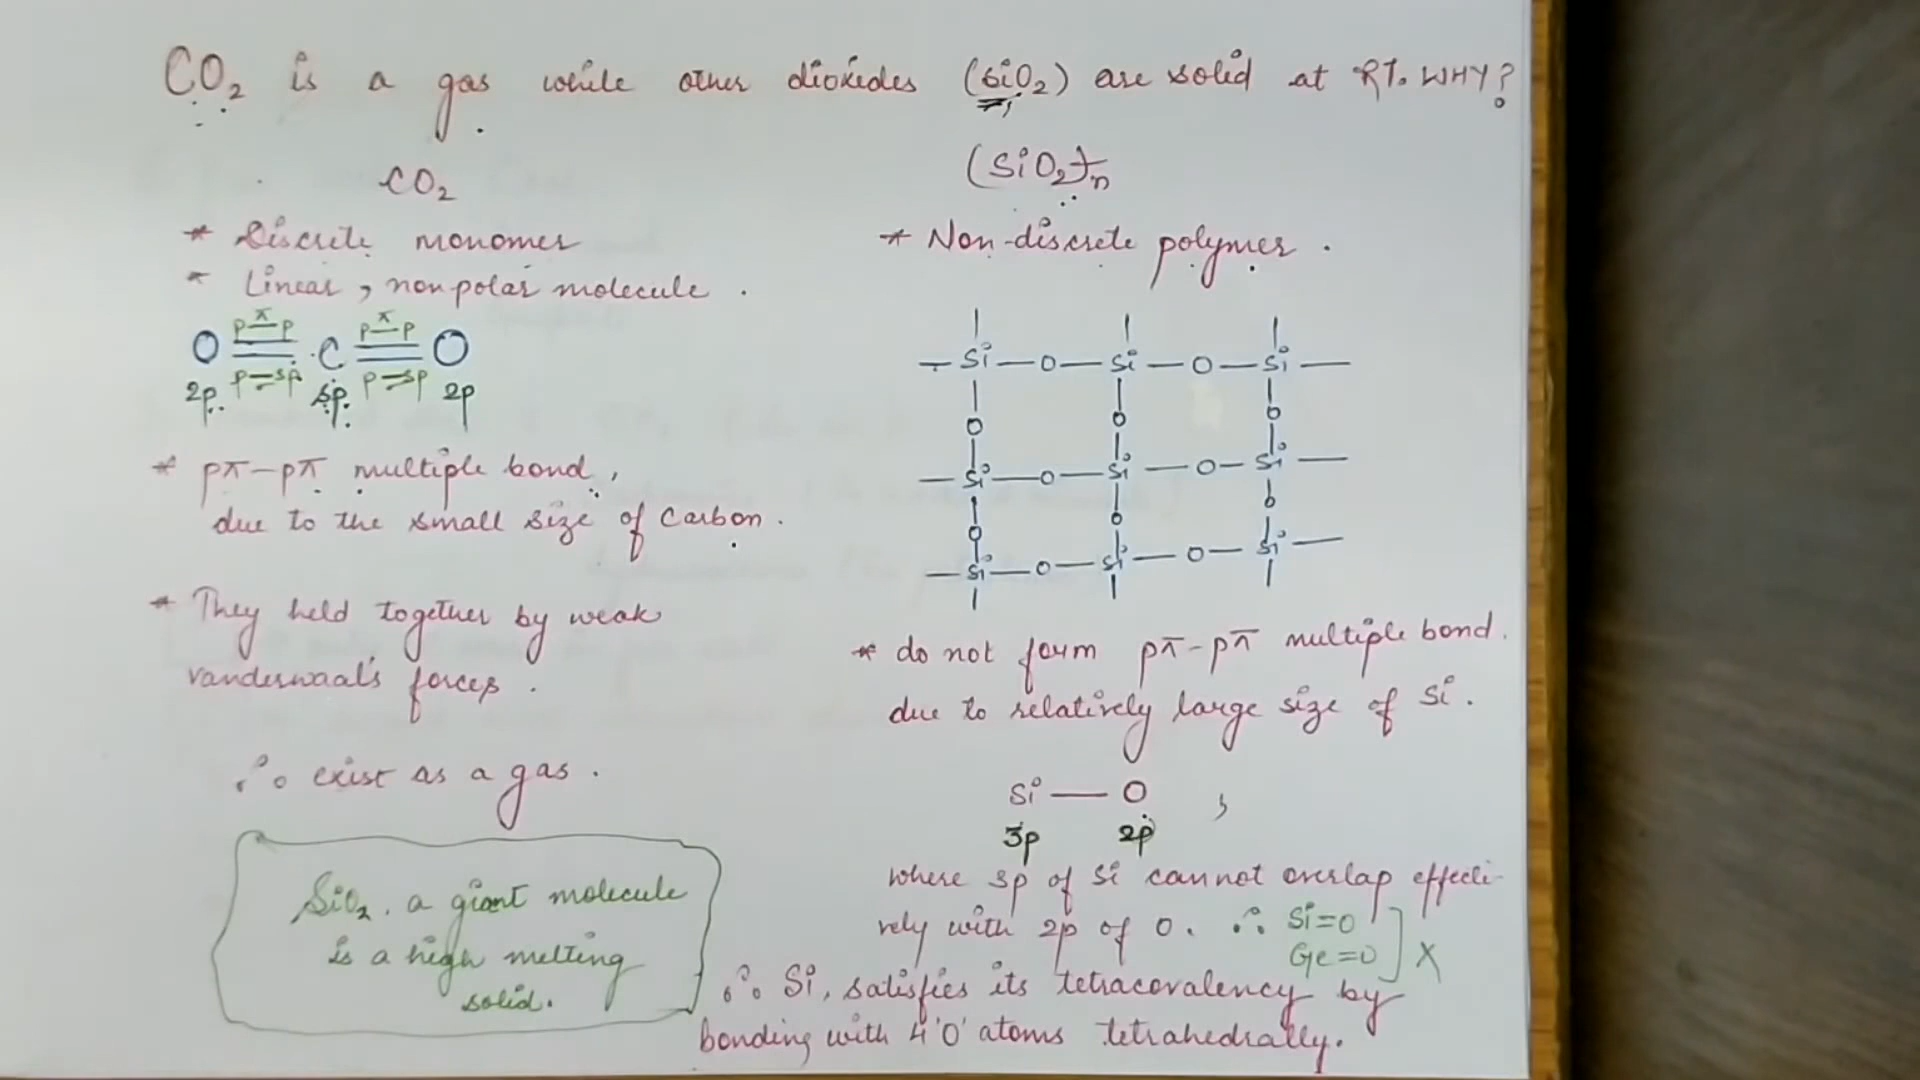 CO₂ is a gas while other dioxides (SiO₂) are solid at RT. WHY?
CO₂
* Discrete monomer
* Linear, non polar molecule.
π π
p–p p–p
O C O
p–sp p–sp
2p sp 2p
* pπ–pπ multiple bond,
due to the small size of Carbon.
* They held together by weak
vanderwaal's forces.
∴ exist as a gas.
SiO₂, a giant molecule
is a high melting
solid.
(SiO₂)n
* Non-discrete polymer.
— Si — O — Si — O — Si —
O O O
— Si — O — Si — O — Si —
O O O
— Si — O — Si — O — Si —
* do not form pπ–pπ multiple bond.
due to relatively large size of Si.
Si — O ,
3p 2p
where 3p of Si cannot overlap effecti-
vely with 2p of O. ∴ Si=O
Ge=O ] X
∴ Si, satisfies its tetracovalency by
bonding with 4 'O' atoms tetrahedrally.